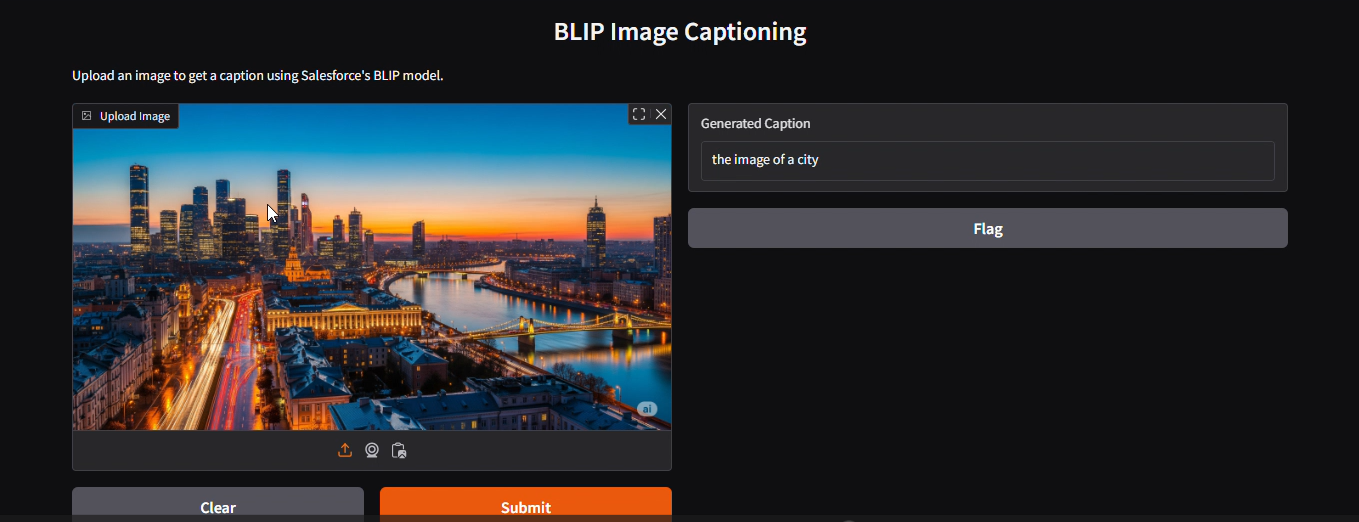 BLIP Image Captioning
Upload an image to get a caption using Salesforce's BLIP model.
Upload Image
ai
Clear
Submit
Generated Caption
the image of a city
Flag